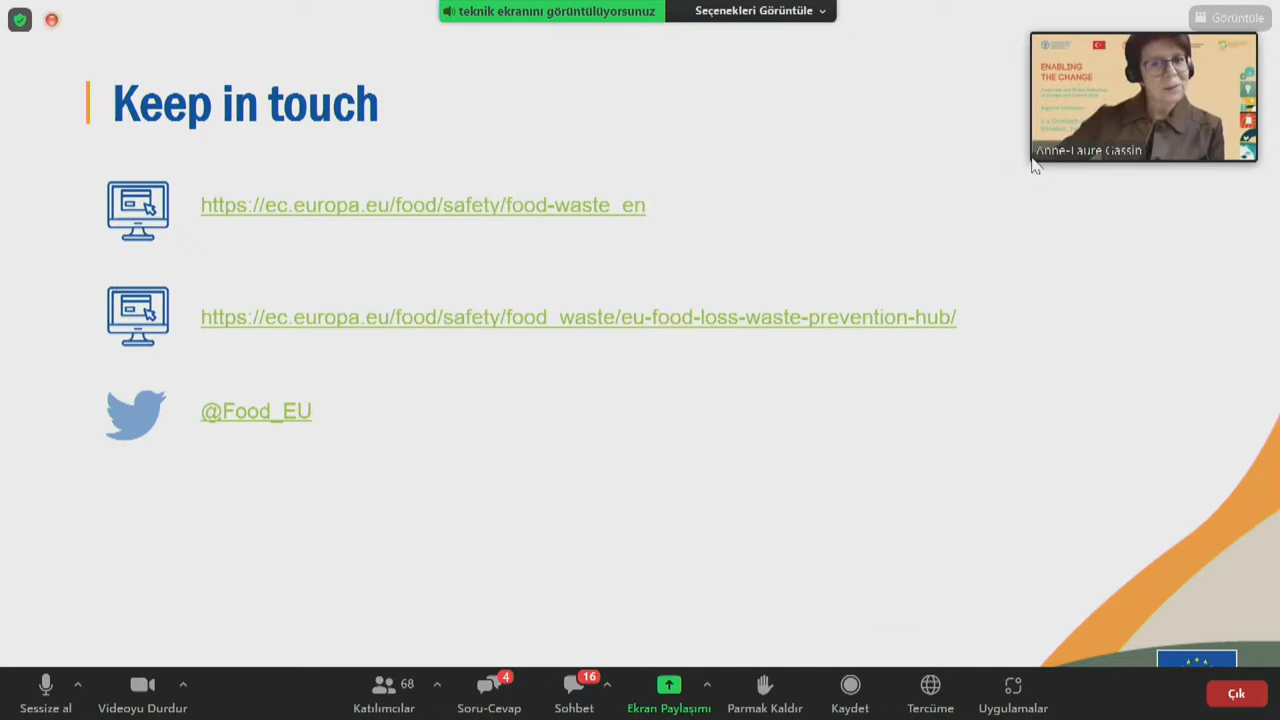 teknik ekranını görüntülüyorsunuz
Seçenekleri Görüntüle
Görüntüle
Keep in touch
ENABLING
THE CHANGE
Anne-Laure Gassin
https://ec.europa.eu/food/safety/food-waste_en
https://ec.europa.eu/food/safety/food_waste/eu-food-loss-waste-prevention-hub/
@Food_EU
68
4
16
Sessize al
Videoyu Durdur
Katılımcılar
Soru-Cevap
Sohbet
Ekran Paylaşımı
Parmak Kaldır
Kaydet
Tercüme
Uygulamalar
Çık